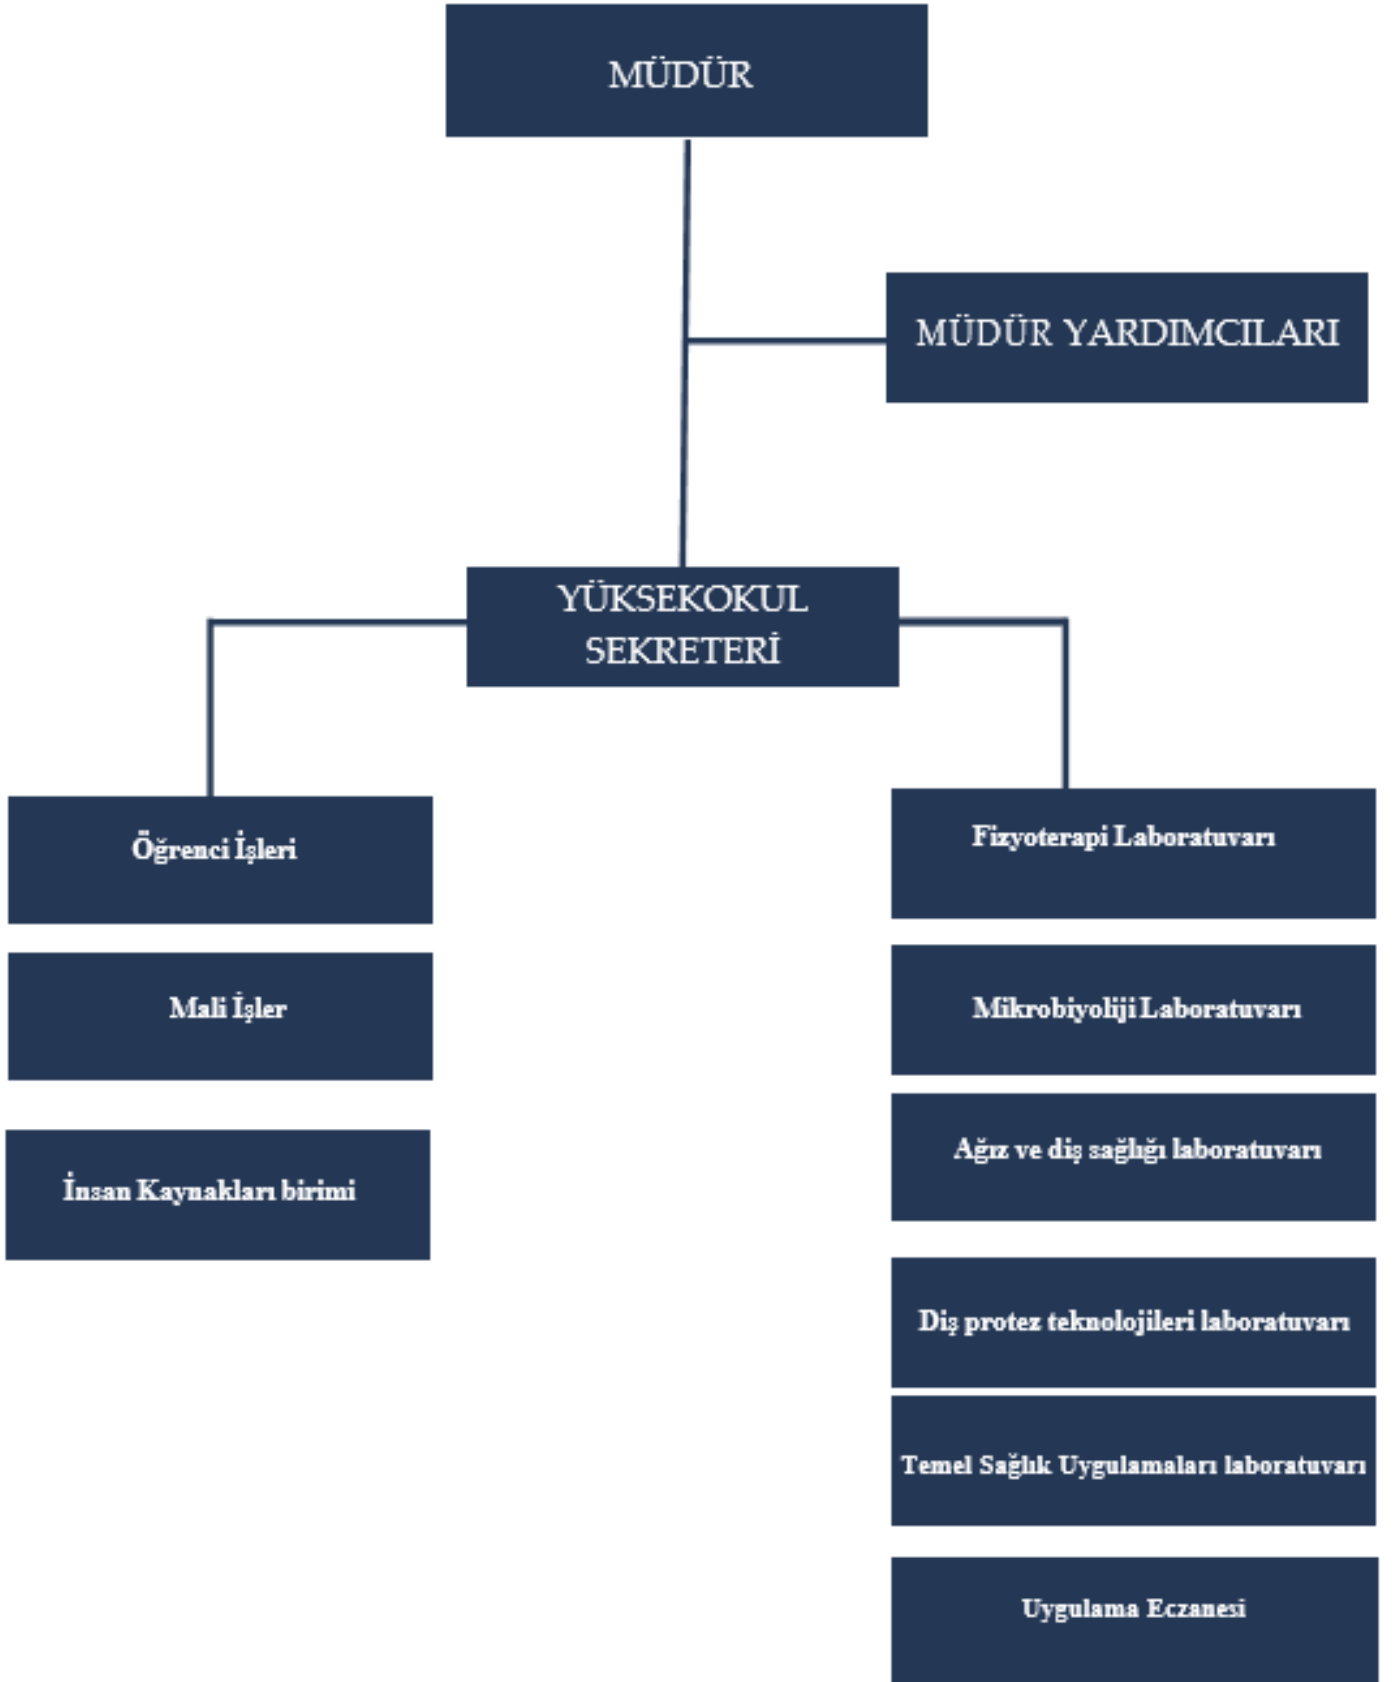 MÜDÜR
MÜDÜR YARDIMCILARI
YÜKSEKOKUL
SEKRETERİ
Öğrenci İşleri
Mali İşler
İnsan Kaynakları birimi
Fizyoterapi Laboratuvarı
Mikrobiyoliji Laboratuvarı
Ağız ve diş sağlığı laboratuvarı
Diş protez teknolojileri laboratuvarı
Temel Sağlık Uygulamaları laboratuvarı
Uygulama Eczanesi